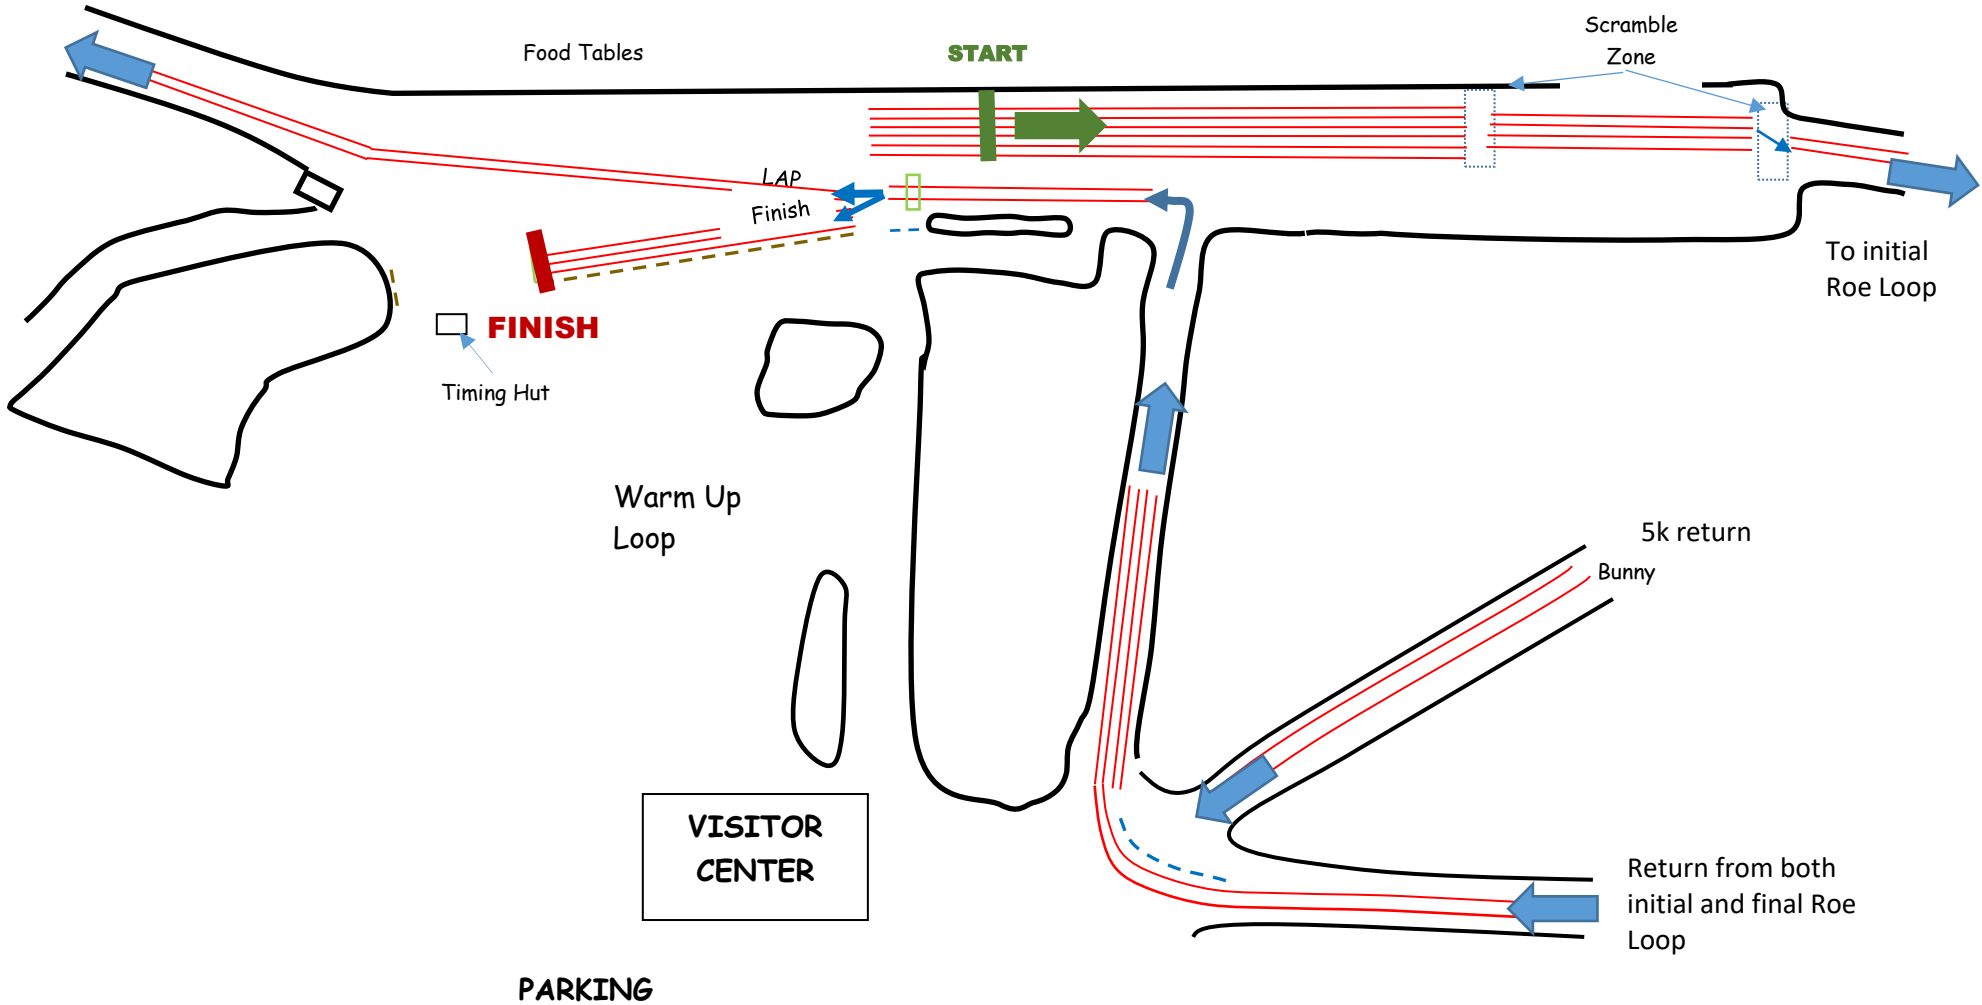 Scramble
Zone
Food Tables
START
LAP
Finish
To initial
Roe Loop
FINISH
Timing Hut
Warm Up
Loop
5k return
Bunny
VISITOR
CENTER
Return from both
initial and final Roe
Loop
PARKING